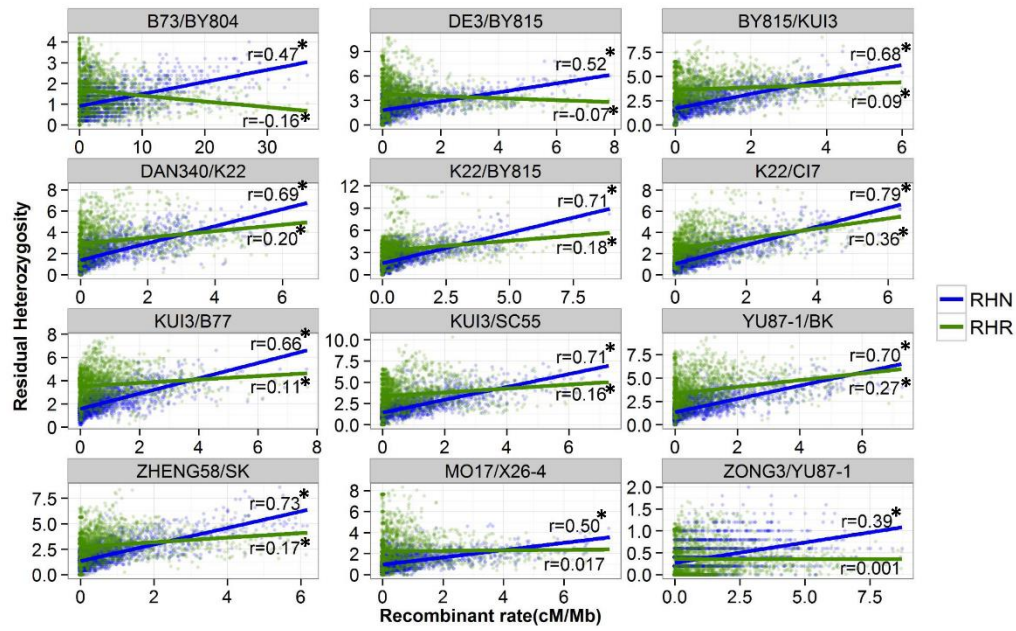 B73/BY804 DE3/BY815 BY815/KUI3
4 3 2 1 0
r=0.47*
r=-0.16*
0 10 20 30
9 6 3 0
r=0.52*
r=-0.07*
0 2 4 6 8
7.5 5.0 2.5 0.0
r=0.68*
r=0.09*
0 2 4 6
DAN340/K22 K22/BY815 K22/CI7
8 6 4 2 0
r=0.69*
r=0.20*
0 2 4 6
12 9 6 3 0
r=0.71*
r=0.18*
0.0 2.5 5.0 7.5
8 6 4 2 0
r=0.79*
r=0.36*
0 2 4 6
KUI3/B77 KUI3/SC55 YU87-1/BK
8 6 4 2 0
r=0.66*
r=0.11*
0 2 4 6 8
10.0 7.5 5.0 2.5 0.0
r=0.71*
r=0.16*
0 2 4 6
7.5 5.0 2.5 0.0
r=0.70*
r=0.27*
0 2 4 6
ZHENG58/SK MO17/X26-4 ZONG3/YU87-1
7.5 5.0 2.5 0.0
r=0.73*
r=0.17*
0 2 4 6
8 6 4 2 0
r=0.50*
r=0.017
0 2 4 6
2.0 1.5 1.0 0.5 0.0
r=0.39*
r=0.001
0.0 2.5 5.0 7.5
Residual Heterozygosity
Recombinant rate(cM/Mb)
RHN
RHR